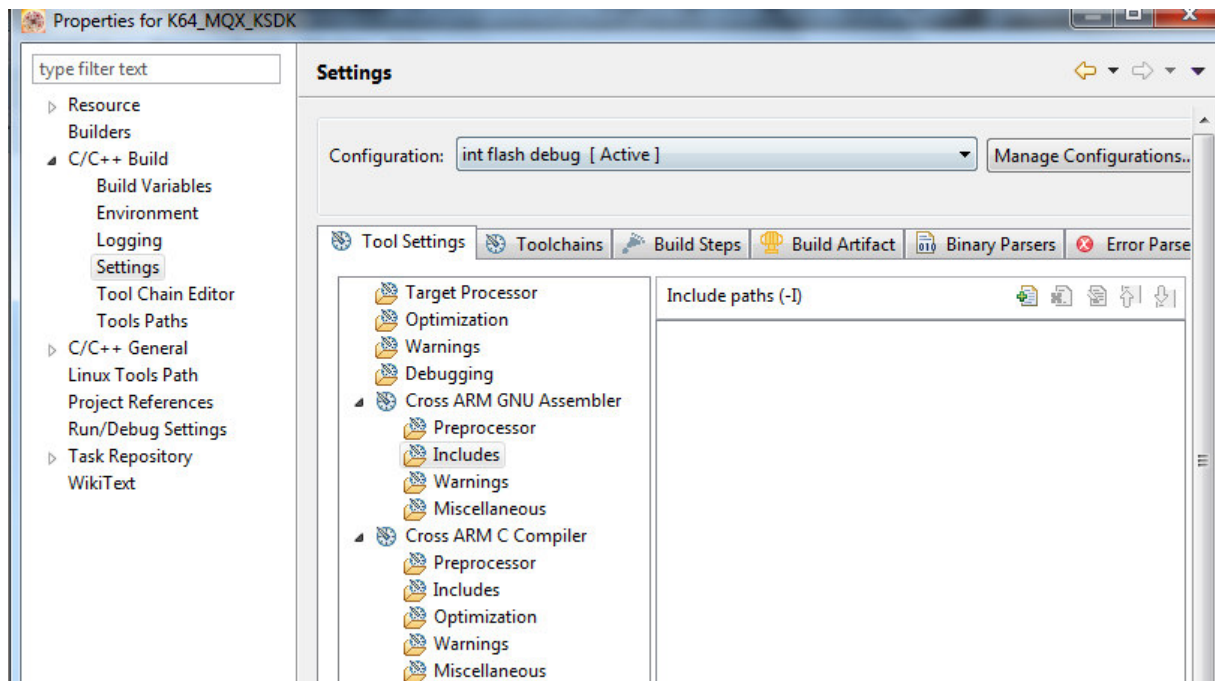 Properties for K64_MQX_KSDK
type filter text
Resource
Builders
C/C++ Build
Build Variables
Environment
Logging
Settings
Tool Chain Editor
Tools Paths
C/C++ General
Linux Tools Path
Project References
Run/Debug Settings
Task Repository
WikiText
Settings
Configuration: int flash debug [ Active ] Manage Configurations..
Tool Settings Toolchains Build Steps Build Artifact Binary Parsers Error Parse
Target Processor
Optimization
Warnings
Debugging
Cross ARM GNU Assembler
Preprocessor
Includes
Warnings
Miscellaneous
Cross ARM C Compiler
Preprocessor
Includes
Optimization
Warnings
Miscellaneous
Include paths (-I)